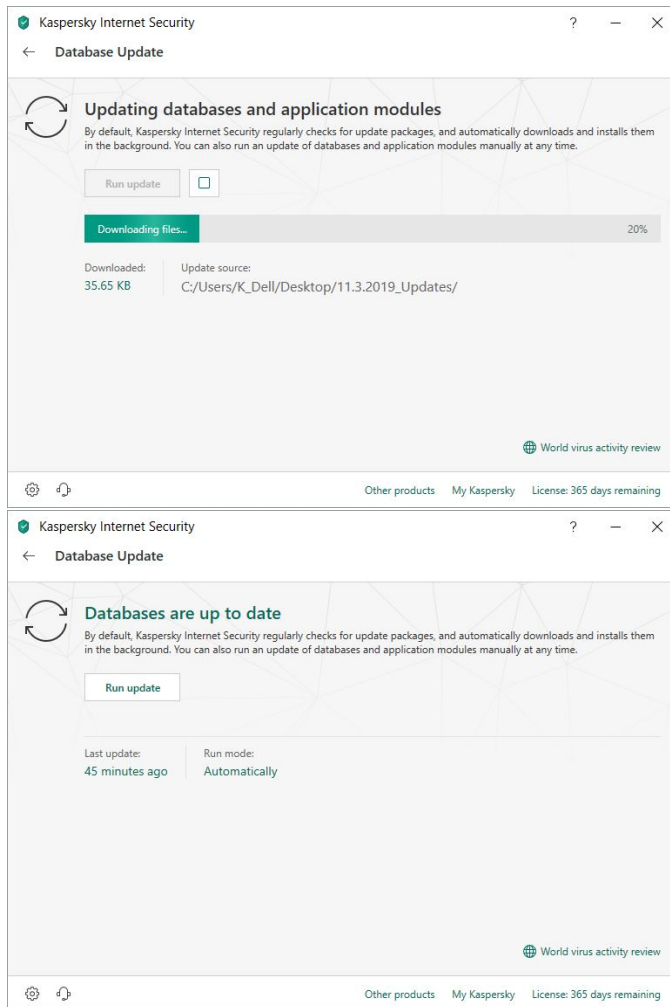 Kaspersky Internet Security
Database Update
Updating databases and application modules
By default, Kaspersky Internet Security regularly checks for update packages, and automatically downloads and installs them
in the background. You can also run an update of databases and application modules manually at any time.
Run update
Downloading files... 20%
Downloaded: Update source:
35.65 KB C:/Users/K_Dell/Desktop/11.3.2019_Updates/
World virus activity review
Other products My Kaspersky License: 365 days remaining
Kaspersky Internet Security
Database Update
Databases are up to date
By default, Kaspersky Internet Security regularly checks for update packages, and automatically downloads and installs them
in the background. You can also run an update of databases and application modules manually at any time.
Run update
Last update: Run mode:
45 minutes ago Automatically
World virus activity review
Other products My Kaspersky License: 365 days remaining